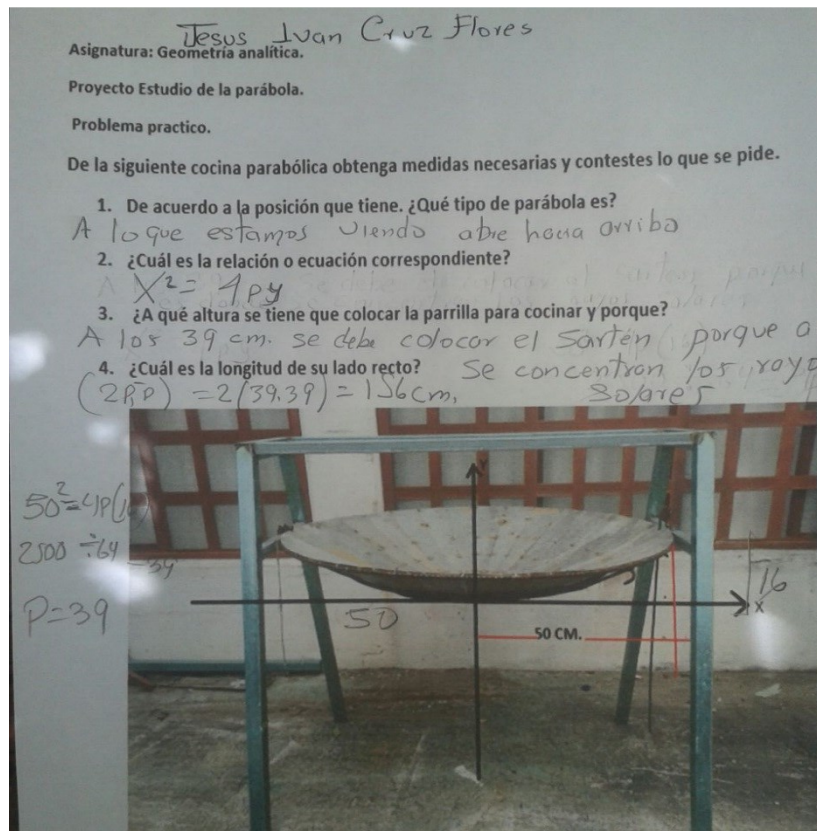 Jesus Ivan Cruz Flores
Asignatura: Geometría analítica.
Proyecto Estudio de la parábola.
Problema practico.
De la siguiente cocina parabólica obtenga medidas necesarias y contestes lo que se pide.
1. De acuerdo a la posición que tiene. ¿Qué tipo de parábola es?
A lo que estamos viendo abre hacia arriba
2. ¿Cuál es la relación o ecuación correspondiente?
X²= 4py
3. ¿A qué altura se tiene que colocar la parrilla para cocinar y porque?
A los 39 cm. se debe colocar el sartén porque a
4. ¿Cuál es la longitud de su lado recto?
se concentran los rayo
solares
= 2(39.39) = 156cm,
50²=4P(16)
2500 ÷64
=39
P=39
Y
16
X
50
50 CM.